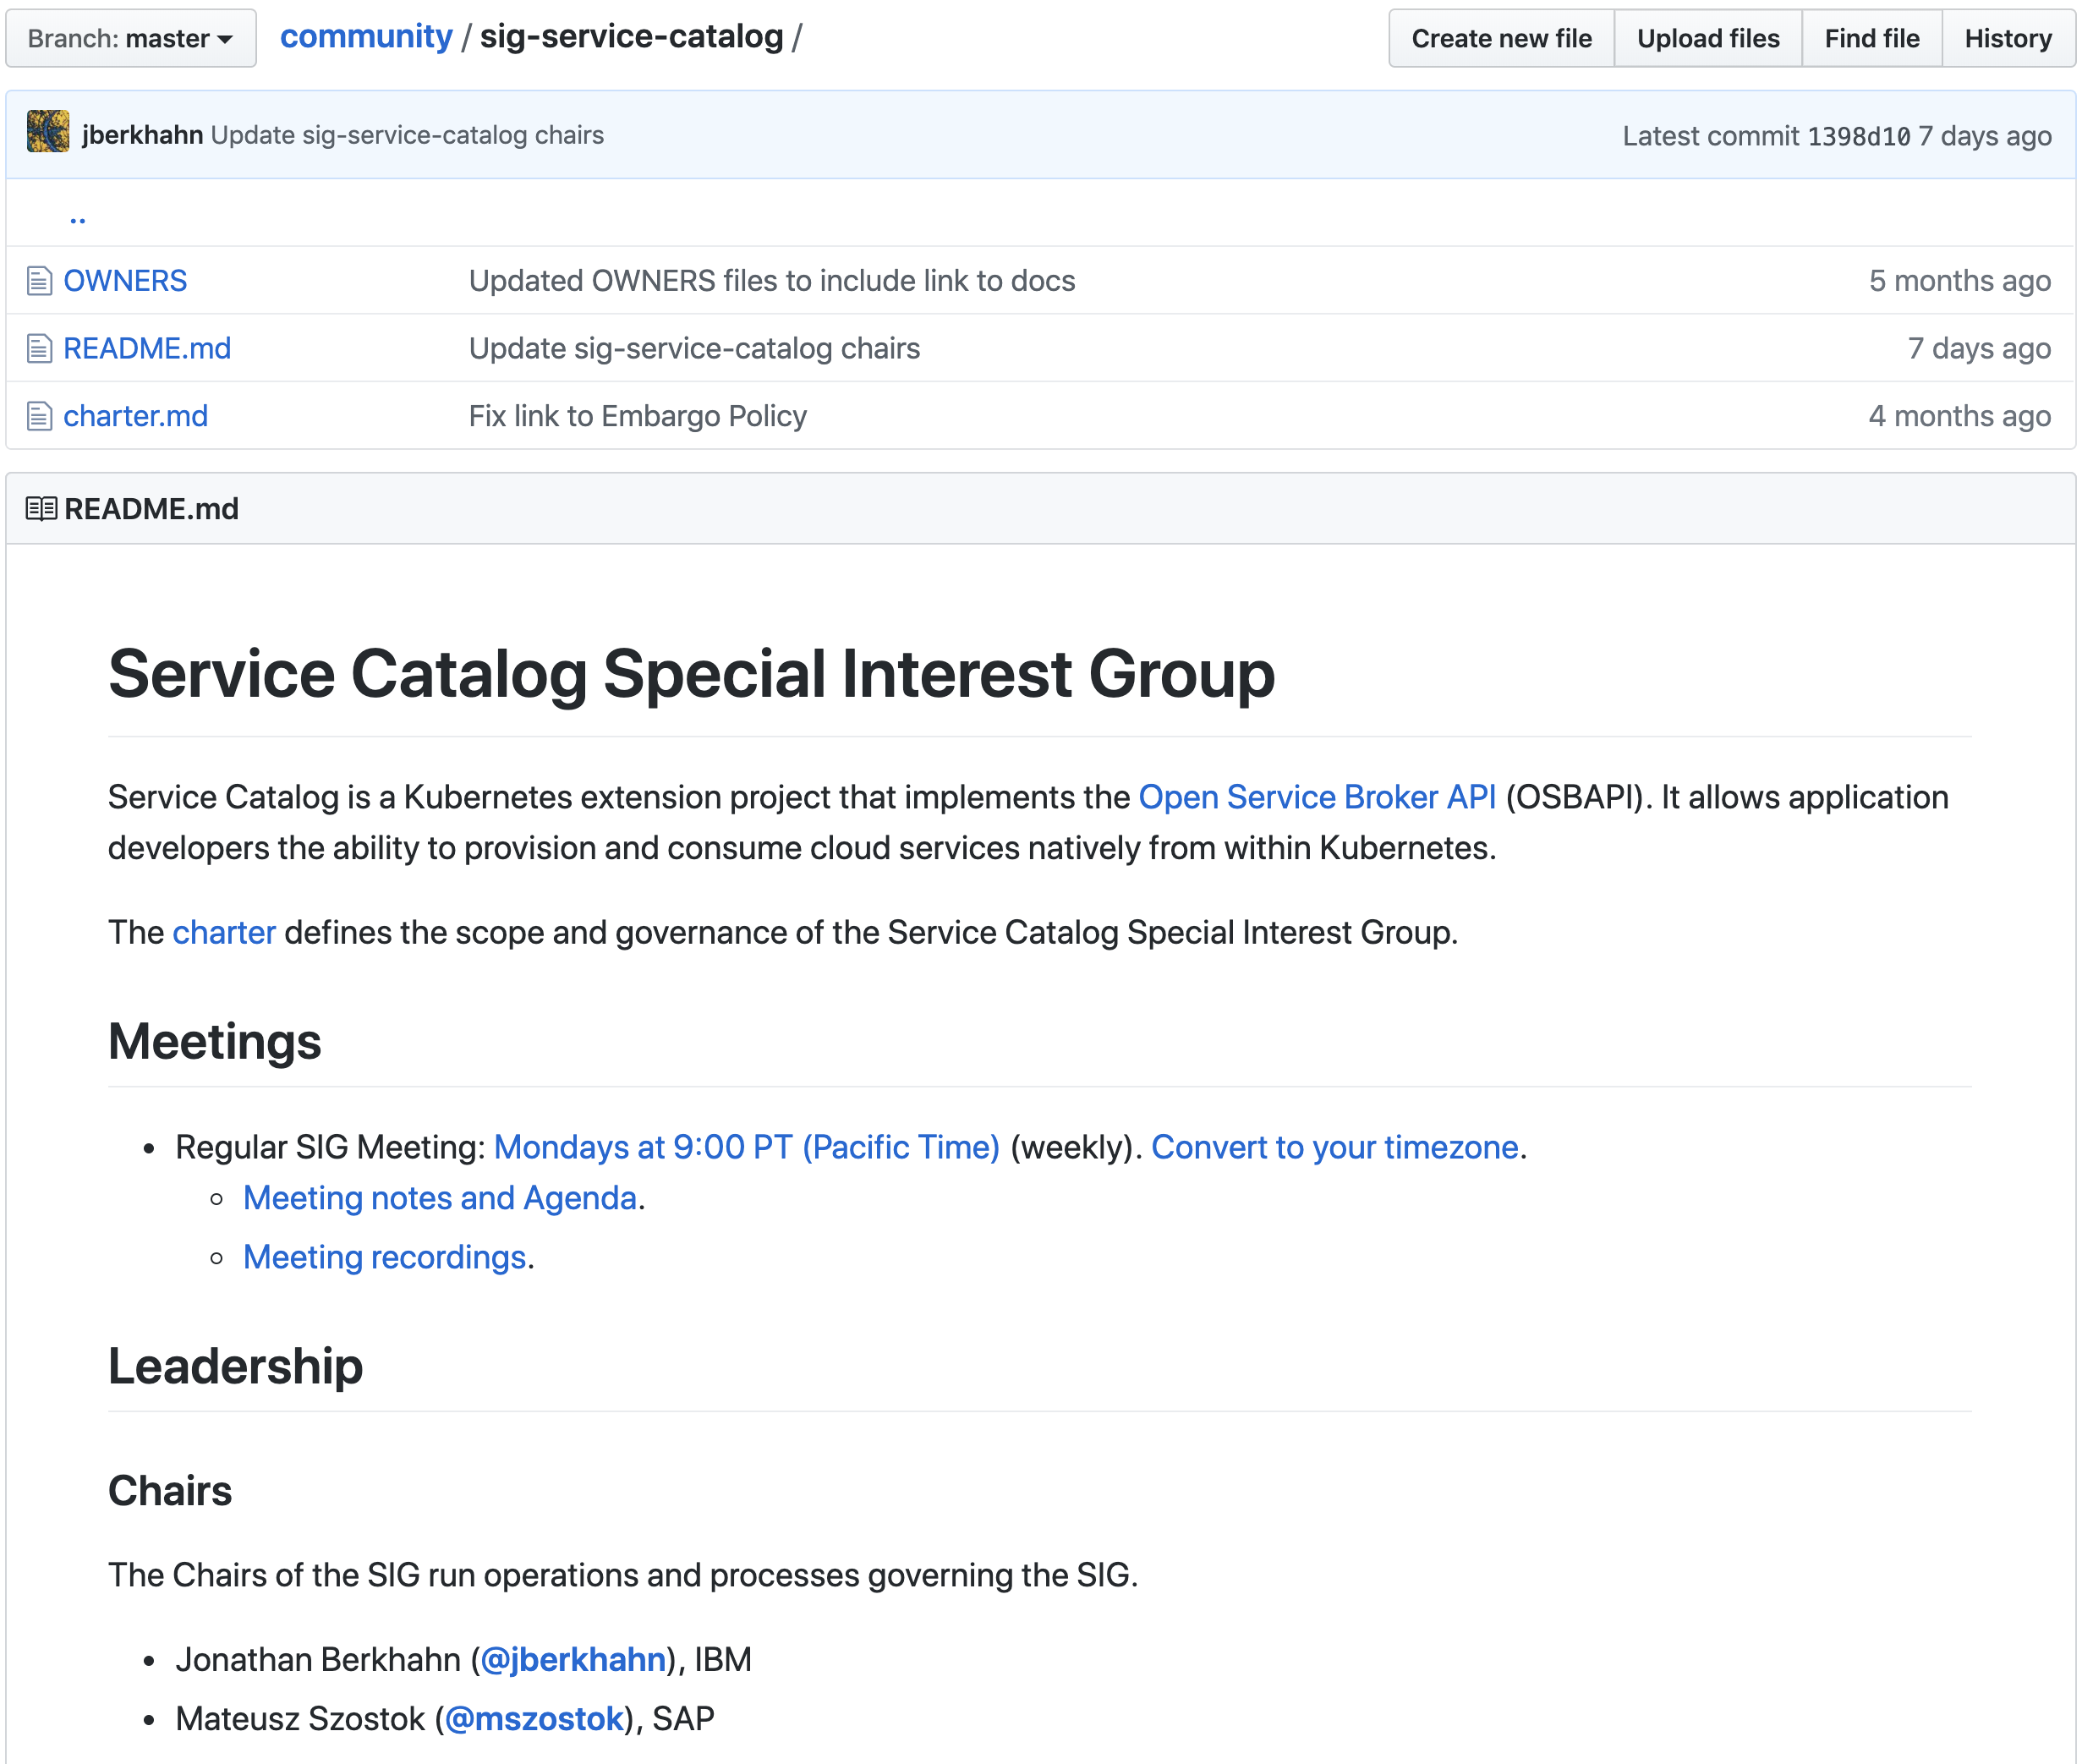 Branch: master community / sig-service-catalog / Create new file Upload files Find file History
jberkhahn Update sig-service-catalog chairs Latest commit 1398d10 7 days ago
..
OWNERS Updated OWNERS files to include link to docs 5 months ago
README.md Update sig-service-catalog chairs 7 days ago
charter.md Fix link to Embargo Policy 4 months ago
README.md
Service Catalog Special Interest Group
Service Catalog is a Kubernetes extension project that implements the Open Service Broker API (OSBAPI). It allows application
developers the ability to provision and consume cloud services natively from within Kubernetes.
The charter defines the scope and governance of the Service Catalog Special Interest Group.
Meetings
• Regular SIG Meeting: Mondays at 9:00 PT (Pacific Time) (weekly). Convert to your timezone.
◦ Meeting notes and Agenda.
◦ Meeting recordings.
Leadership
Chairs
The Chairs of the SIG run operations and processes governing the SIG.
• Jonathan Berkhahn (@jberkhahn), IBM
• Mateusz Szostok (@mszostok), SAP